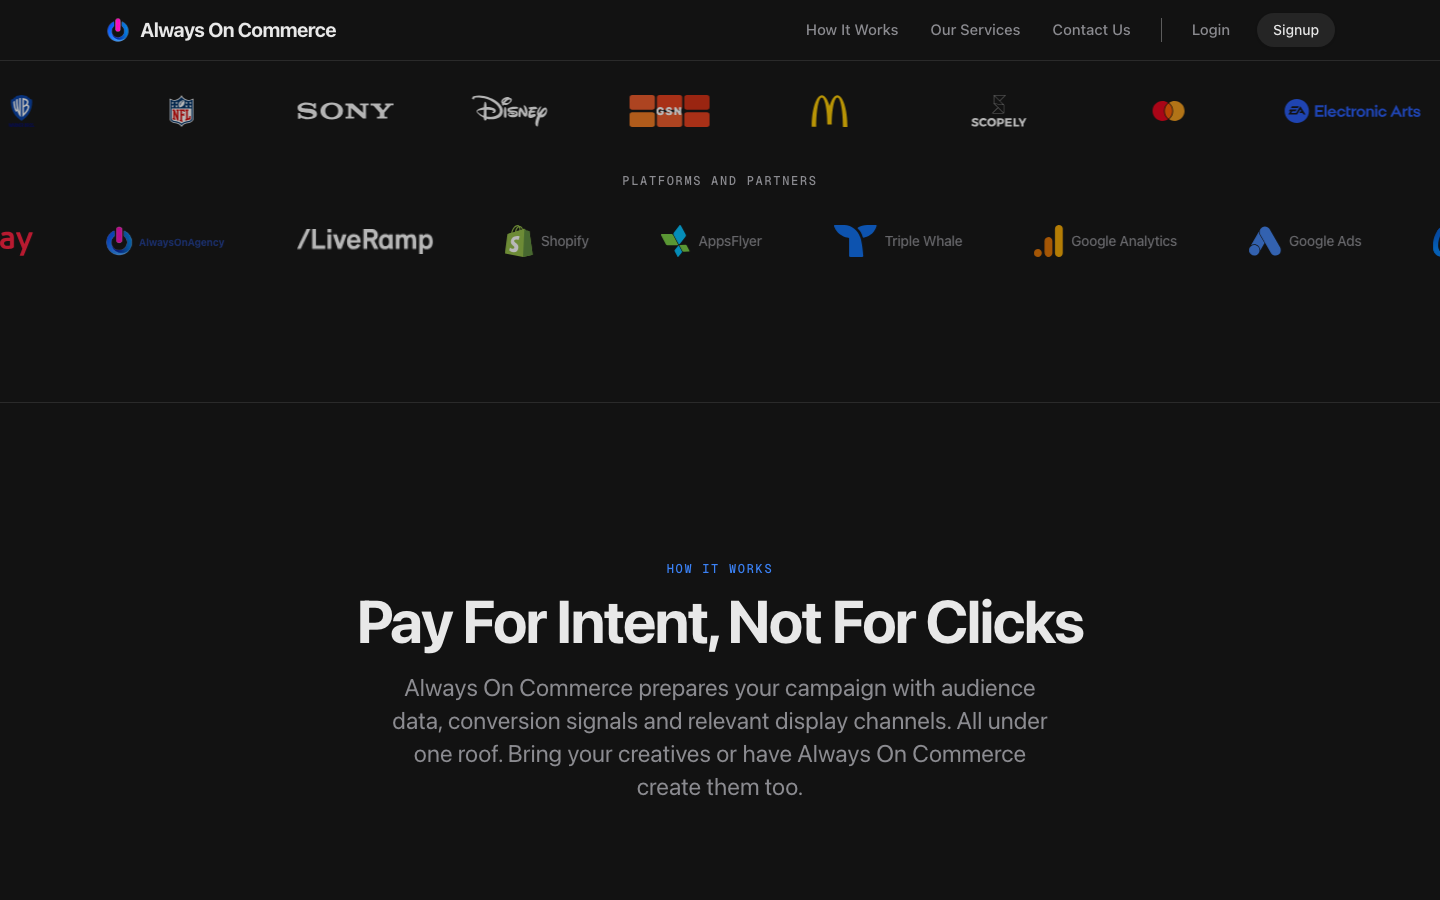 Always On Commerce
How It Works
Our Services
Contact Us
Login
Signup
WB
NFL
SONY
Disney
GSN
SCOPELY
EA Electronic Arts
PLATFORMS AND PARTNERS
ay
AlwaysOnAgency
/LiveRamp
Shopify
AppsFlyer
Triple Whale
Google Analytics
Google Ads
HOW IT WORKS
Pay For Intent, Not For Clicks
Always On Commerce prepares your campaign with audience
data, conversion signals and relevant display channels. All under
one roof. Bring your creatives or have Always On Commerce
create them too.